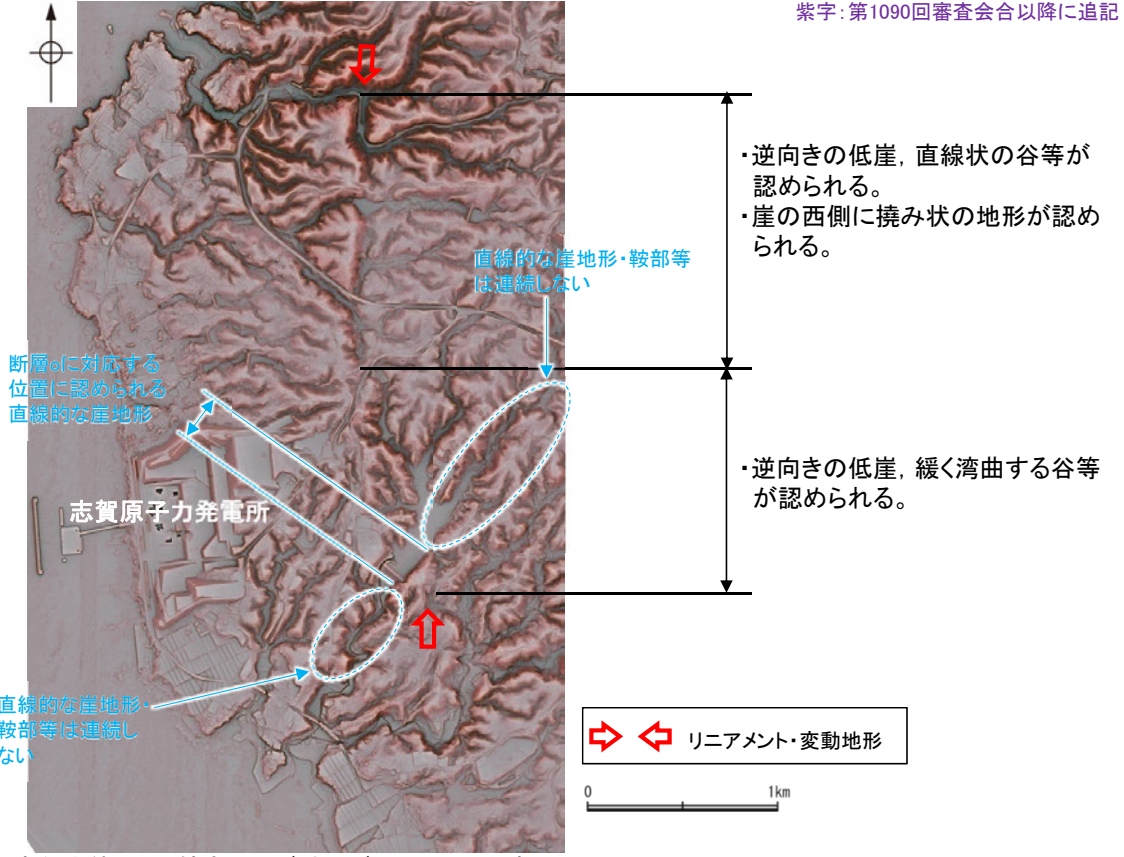 紫字：第1090回審査会合以降に追記
・逆向きの低崖，直線状の谷等が
認められる。
・崖の西側に撓み状の地形が認め
られる。
直線的な崖地形・鞍部等
は連続しない
断層oに対応する
位置に認められる
直線的な崖地形
・逆向きの低崖，緩く湾曲する谷等
が認められる。
志賀原子力発電所
直線的な崖地形・
鞍部等は連続し
ない
リニアメント・変動地形
0 1km